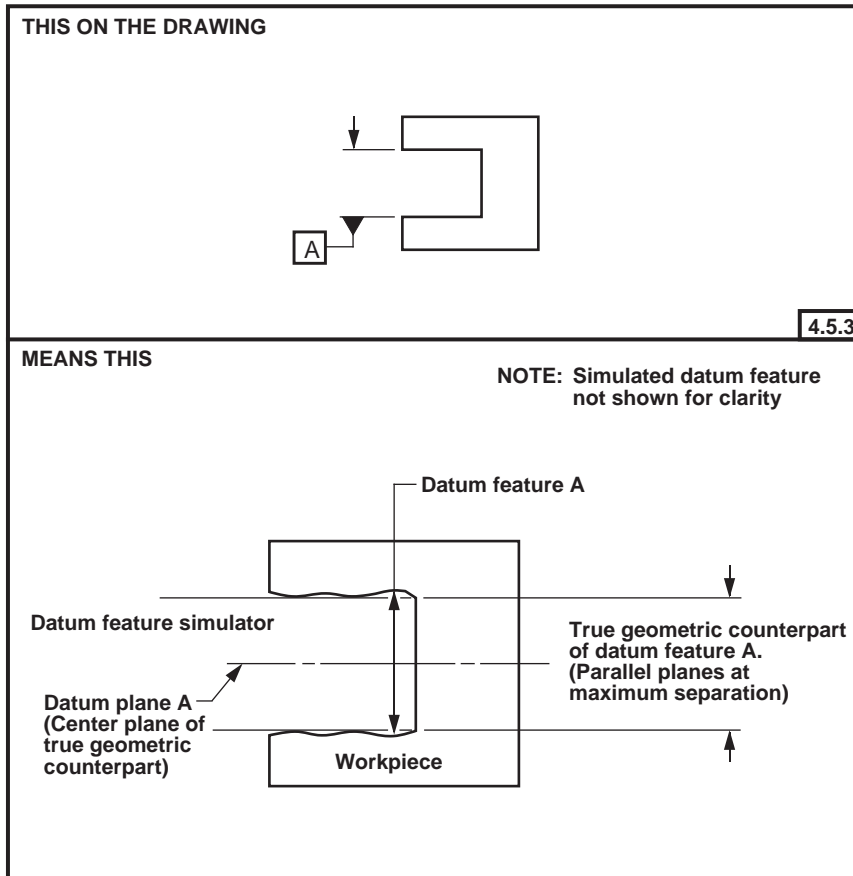 THIS ON THE DRAWING
A
4.5.3
MEANS THIS
NOTE: Simulated datum feature
not shown for clarity
Datum feature A
Datum feature simulator
True geometric counterpart
of datum feature A.
(Parallel planes at
maximum separation)
Datum plane A
(Center plane of
true geometric
counterpart)
Workpiece